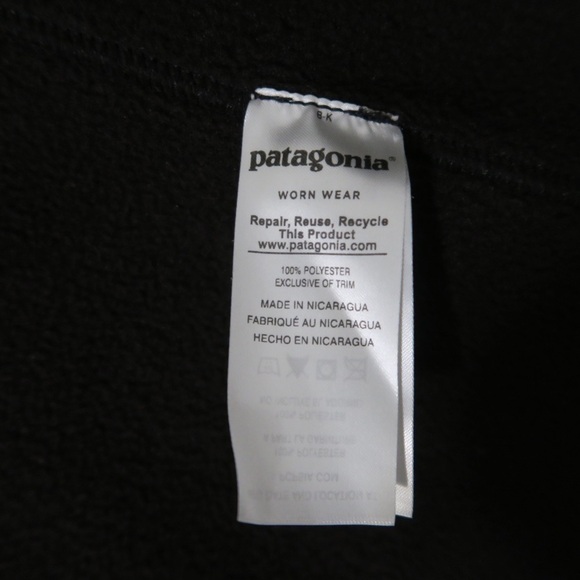 S-K
patagonia®
WORN WEAR
Repair, Reuse, Recycle
This Product
www.patagonia.com
100% POLYESTER
EXCLUSIVE OF TRIM
MADE IN NICARAGUA
FABRIQUÉ AU NICARAGUA
HECHO EN NICARAGUA